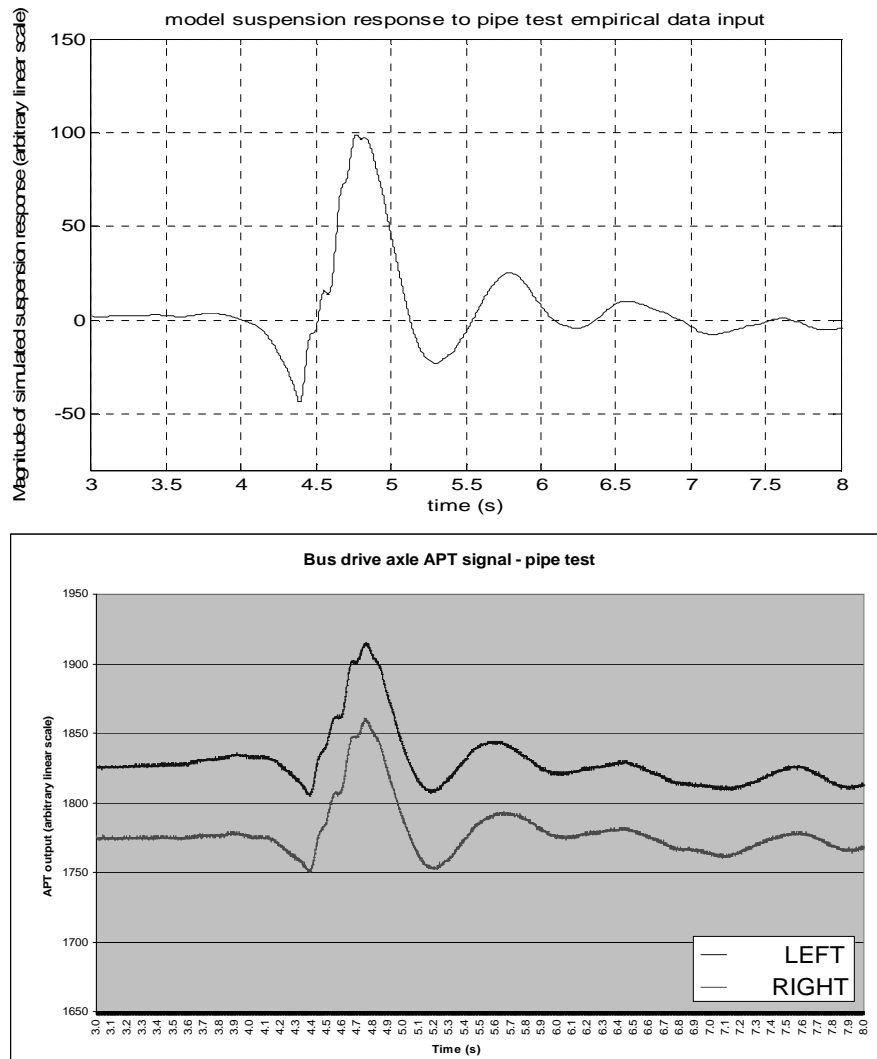 model suspension response to pipe test empirical data input
Magnitude of simulated suspension response (arbitrary linear scale)
150
100
50
0
-50
3 3.5 4 4.5 5 5.5 6 6.5 7 7.5 8
time (s)
Bus drive axle APT signal - pipe test
APT output (arbitrary linear scale)
1950
1900
1850
1800
1750
1700
1650
LEFT
RIGHT
3.0 3.1 3.2 3.3 3.4 3.5 3.6 3.7 3.8 3.9 4.0 4.1 4.2 4.3 4.4 4.5 4.6 4.7 4.8 4.9 5.0 5.1 5.2 5.3 5.4 5.5 5.6 5.7 5.8 5.9 6.0 6.1 6.2 6.3 6.4 6.5 6.6 6.7 6.8 6.9 7.0 7.1 7.2 7.3 7.4 7.5 7.6 7.7 7.8 7.9 8.0
Time (s)